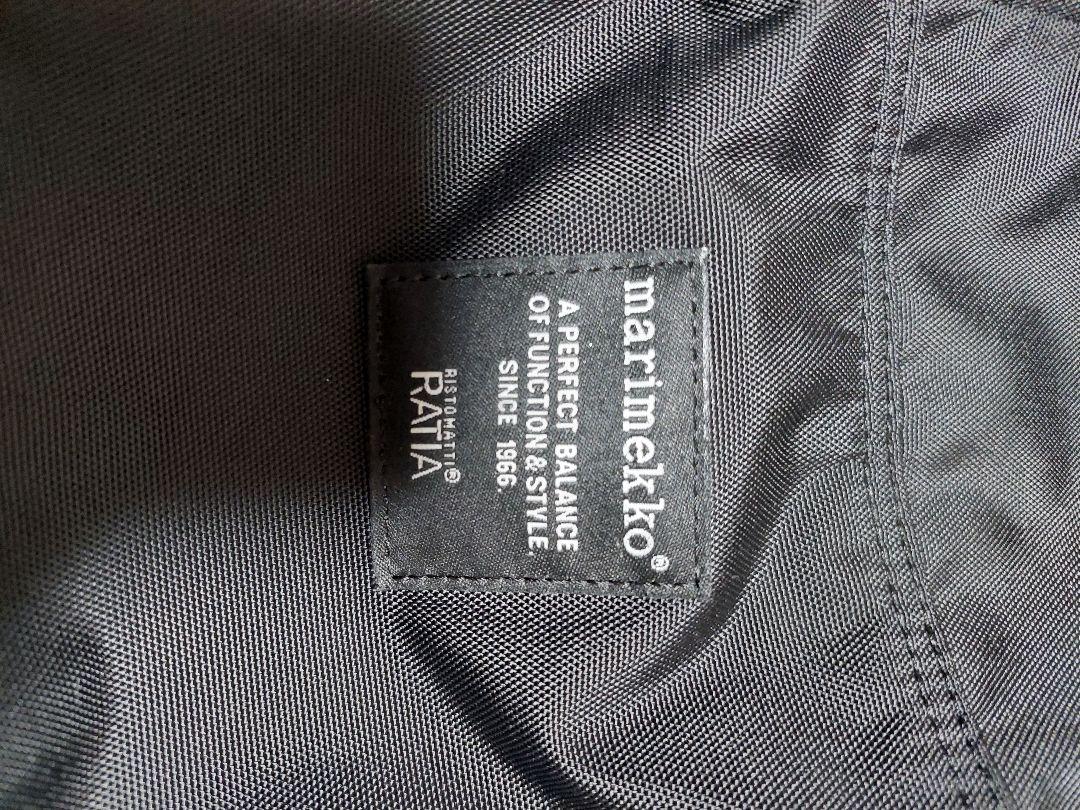 marimekko®
A PERFECT BALANCE
OF FUNCTION & STYLE,
SINCE 1966.
RISTOMATTI®
RATIA